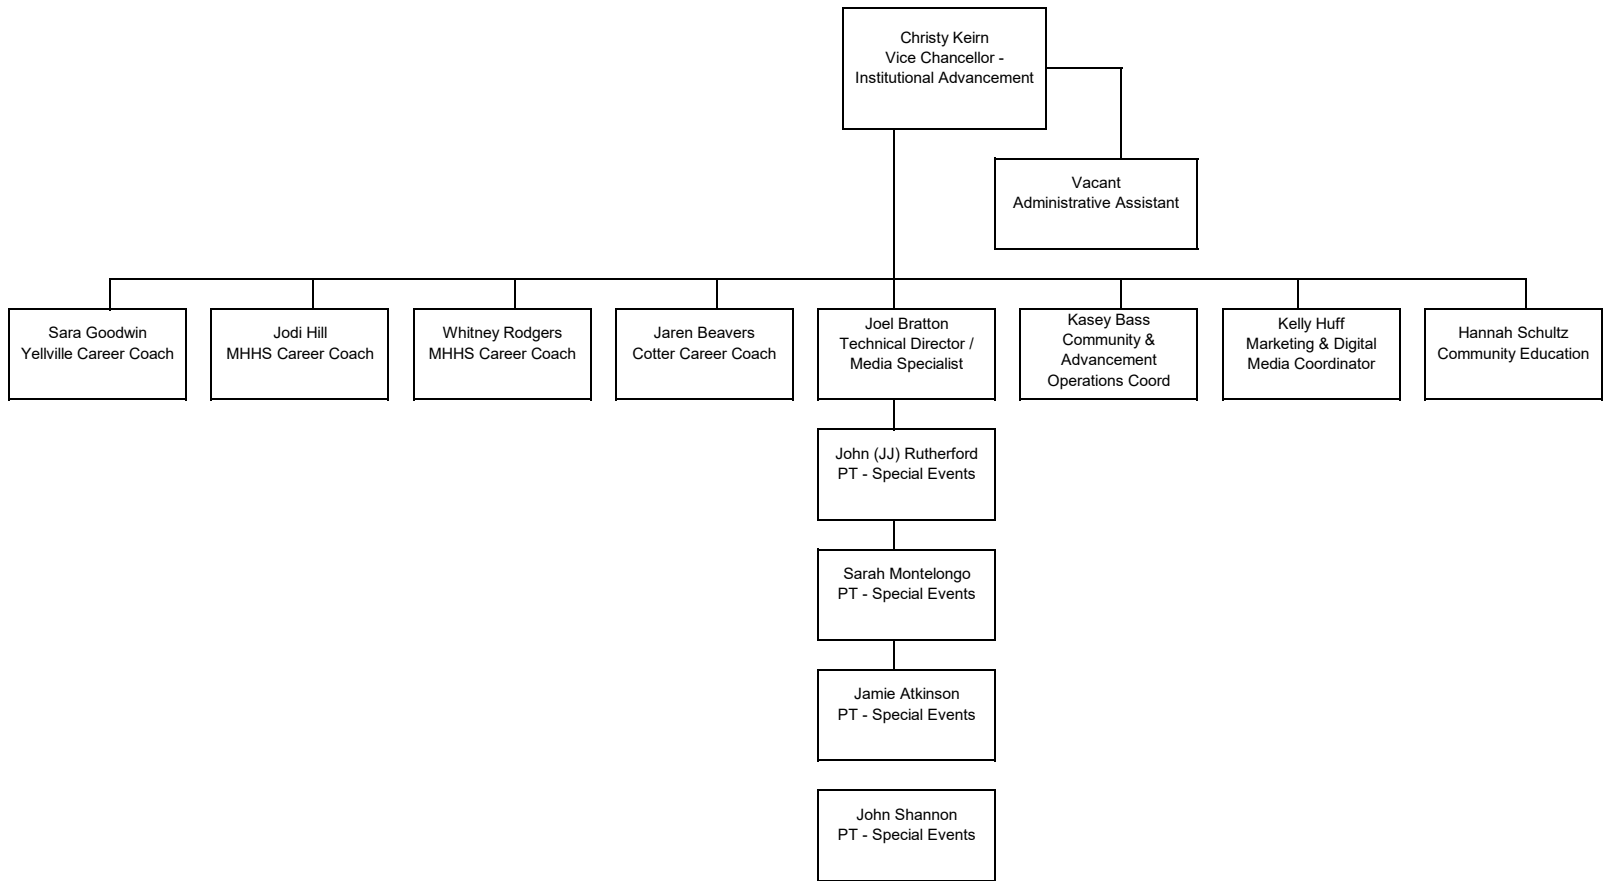 Christy Keirn
Vice Chancellor -
Institutional Advancement
Vacant
Administrative Assistant
Sara Goodwin
Yellville Career Coach
Jodi Hill
MHHS Career Coach
Whitney Rodgers
MHHS Career Coach
Jaren Beavers
Cotter Career Coach
Joel Bratton
Technical Director /
Media Specialist
Kasey Bass
Community &
Advancement
Operations Coord
Kelly Huff
Marketing & Digital
Media Coordinator
Hannah Schultz
Community Education
John (JJ) Rutherford
PT - Special Events
Sarah Montelongo
PT - Special Events
Jamie Atkinson
PT - Special Events
John Shannon
PT - Special Events